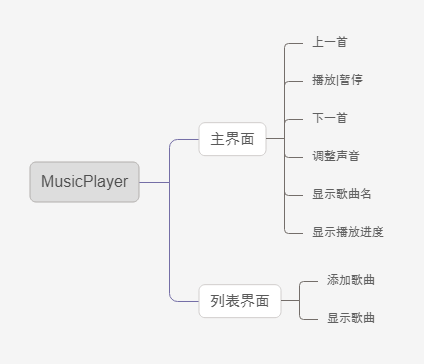 MusicPlayer
主界面
上一首
播放|暂停
下一首
调整声音
显示歌曲名
显示播放进度
列表界面
添加歌曲
显示歌曲